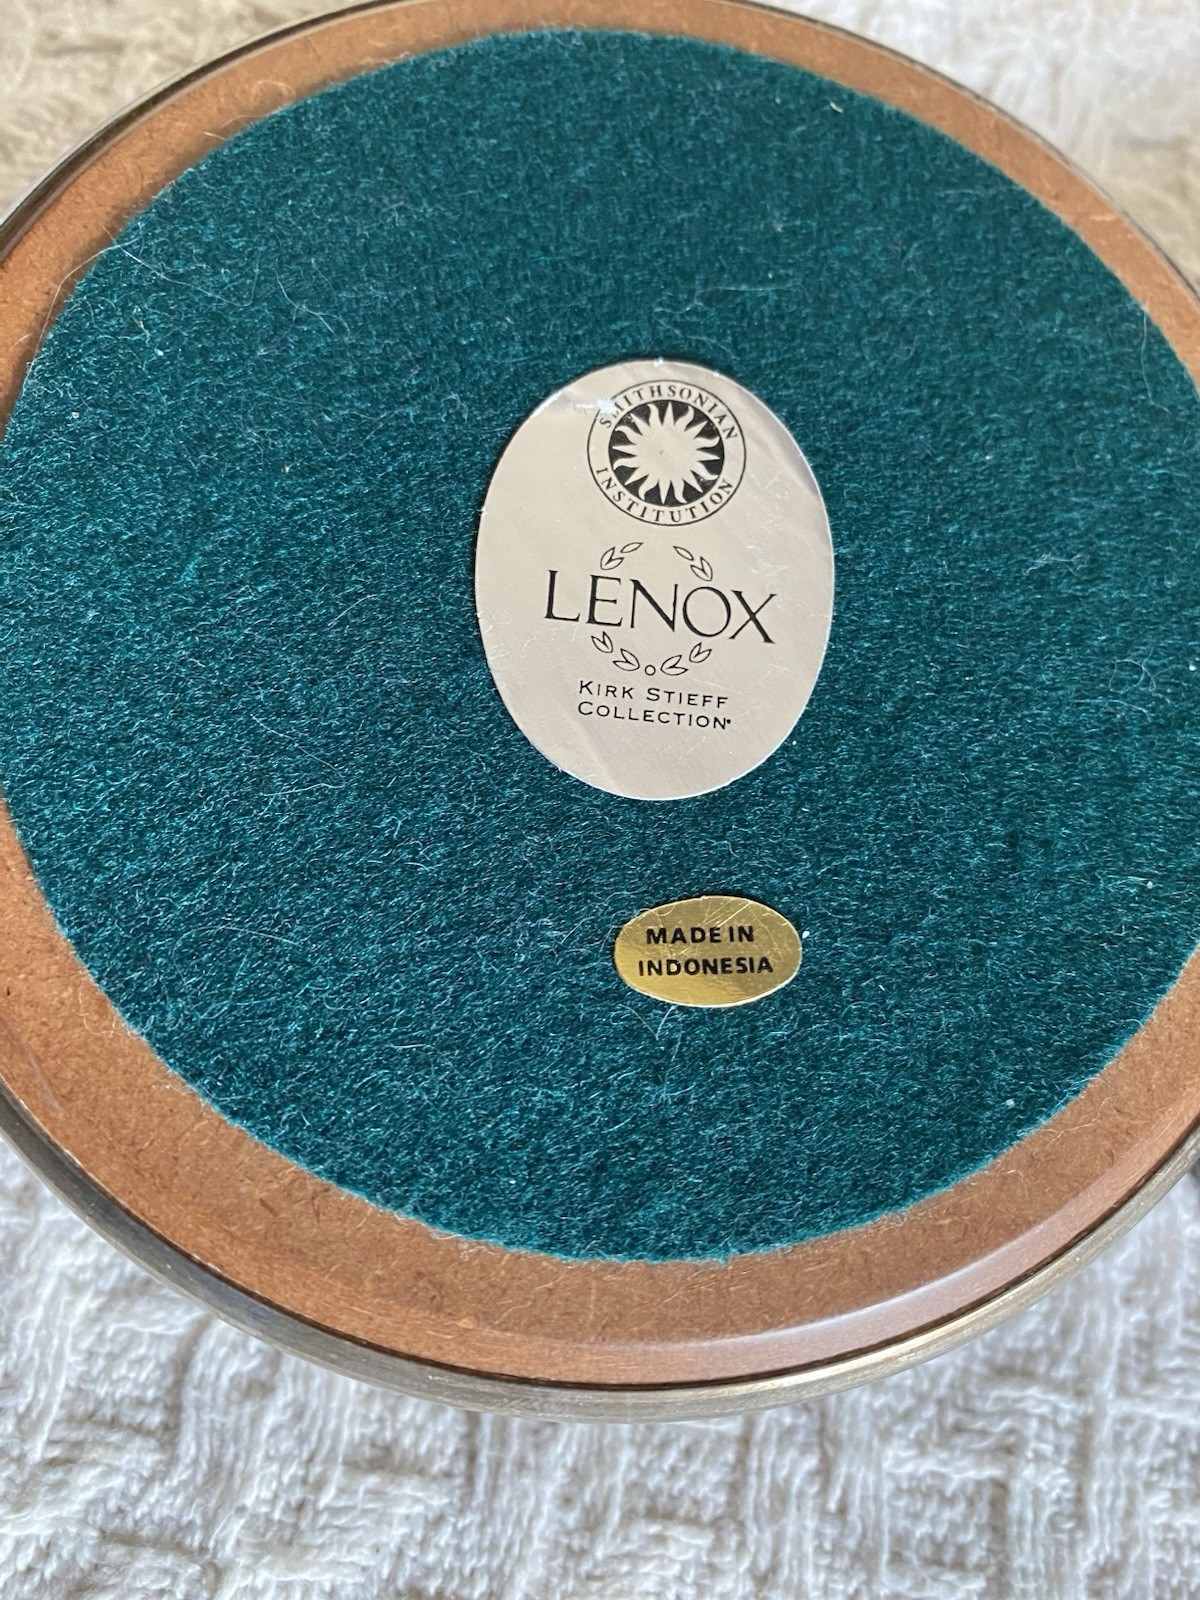 SMITHSONIAN
INSTITUTION
LENOX
KIRK STIEFF
COLLECTION
MADE IN
INDONESIA